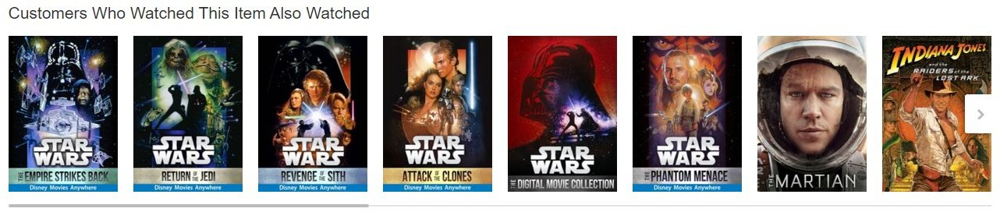 Customers Who Watched This Item Also Watched
STAR
WARS
THE EMPIRE STRIKES BACK
Disney Movies Anywhere
STAR
WARS
RETURN OF THE JEDI
Disney Movies Anywhere
STAR
WARS
REVENGE OF THE SITH
Disney Movies Anywhere
STAR
WARS
ATTACK OF THE CLONES
Disney Movies Anywhere
STAR
WARS
THE DIGITAL MOVIE COLLECTION
STAR
WARS
THE PHANTOM MENACE
Disney Movies Anywhere
THE MARTIAN
INDIANA JONES
and the
RAIDERS of the
LOST ARK